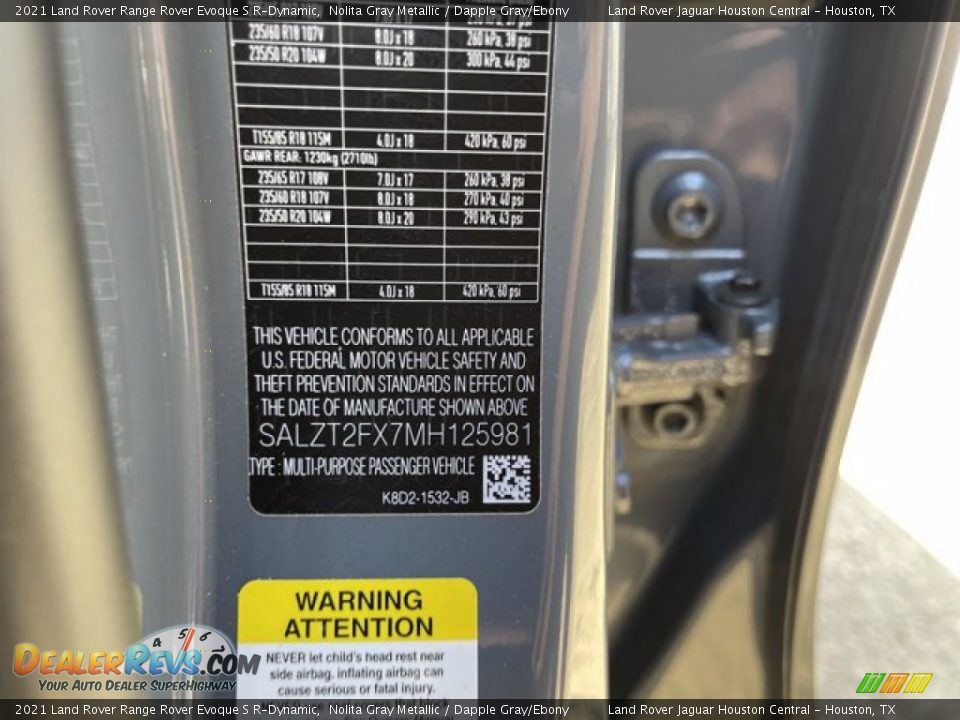 2021 Land Rover Range Rover Evoque S R-Dynamic,  Nolita Gray Metallic / Dapple Gray/Ebony    Land Rover Jaguar Houston Central - Houston, TX
235/60 R18 107V 8.0J x 18 260 kPa, 38 psi
235/50 R20 104W 8.0J x 20 300 kPa, 44 psi
T155/85 R18 115M 4.0J x 18 420 kPa, 60 psi
GAWR REAR: 1230kg (2710lb)
235/65 R17 108V 7.0J x 17 260 kPa, 38 psi
235/60 R18 107V 8.0J x 18 270 kPa, 40 psi
235/50 R20 104W 8.0J x 20 290 kPa, 43 psi
T155/85 R18 115M 4.0J x 18 420 kPa, 60 psi
THIS VEHICLE CONFORMS TO ALL APPLICABLE
U.S. FEDERAL MOTOR VEHICLE SAFETY AND
THEFT PREVENTION STANDARDS IN EFFECT ON
THE DATE OF MANUFACTURE SHOWN ABOVE
SALZT2FX7MH125981
TYPE : MULTI-PURPOSE PASSENGER VEHICLE
K8D2-1532-JB
WARNING
ATTENTION
NEVER let child's head rest near
side airbag, inflating airbag can
cause serious or fatal injury.
4 5 6
DEALERREVS.COM
YOUR AUTO DEALER SUPERHIGHWAY
2021 Land Rover Range Rover Evoque S R-Dynamic,  Nolita Gray Metallic / Dapple Gray/Ebony    Land Rover Jaguar Houston Central - Houston, TX